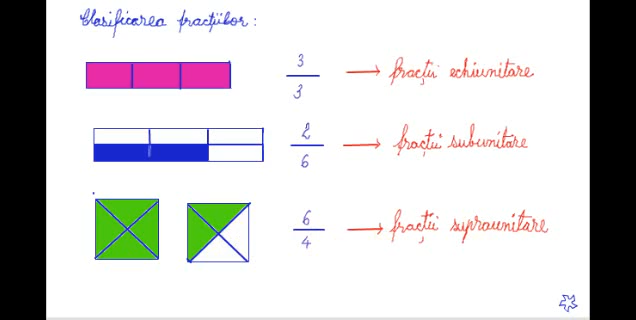 Clasificarea fracțiilor :
3/3 → fracții echiunitare
2/6 → fracții subunitare
6/4 → fracții supraunitare